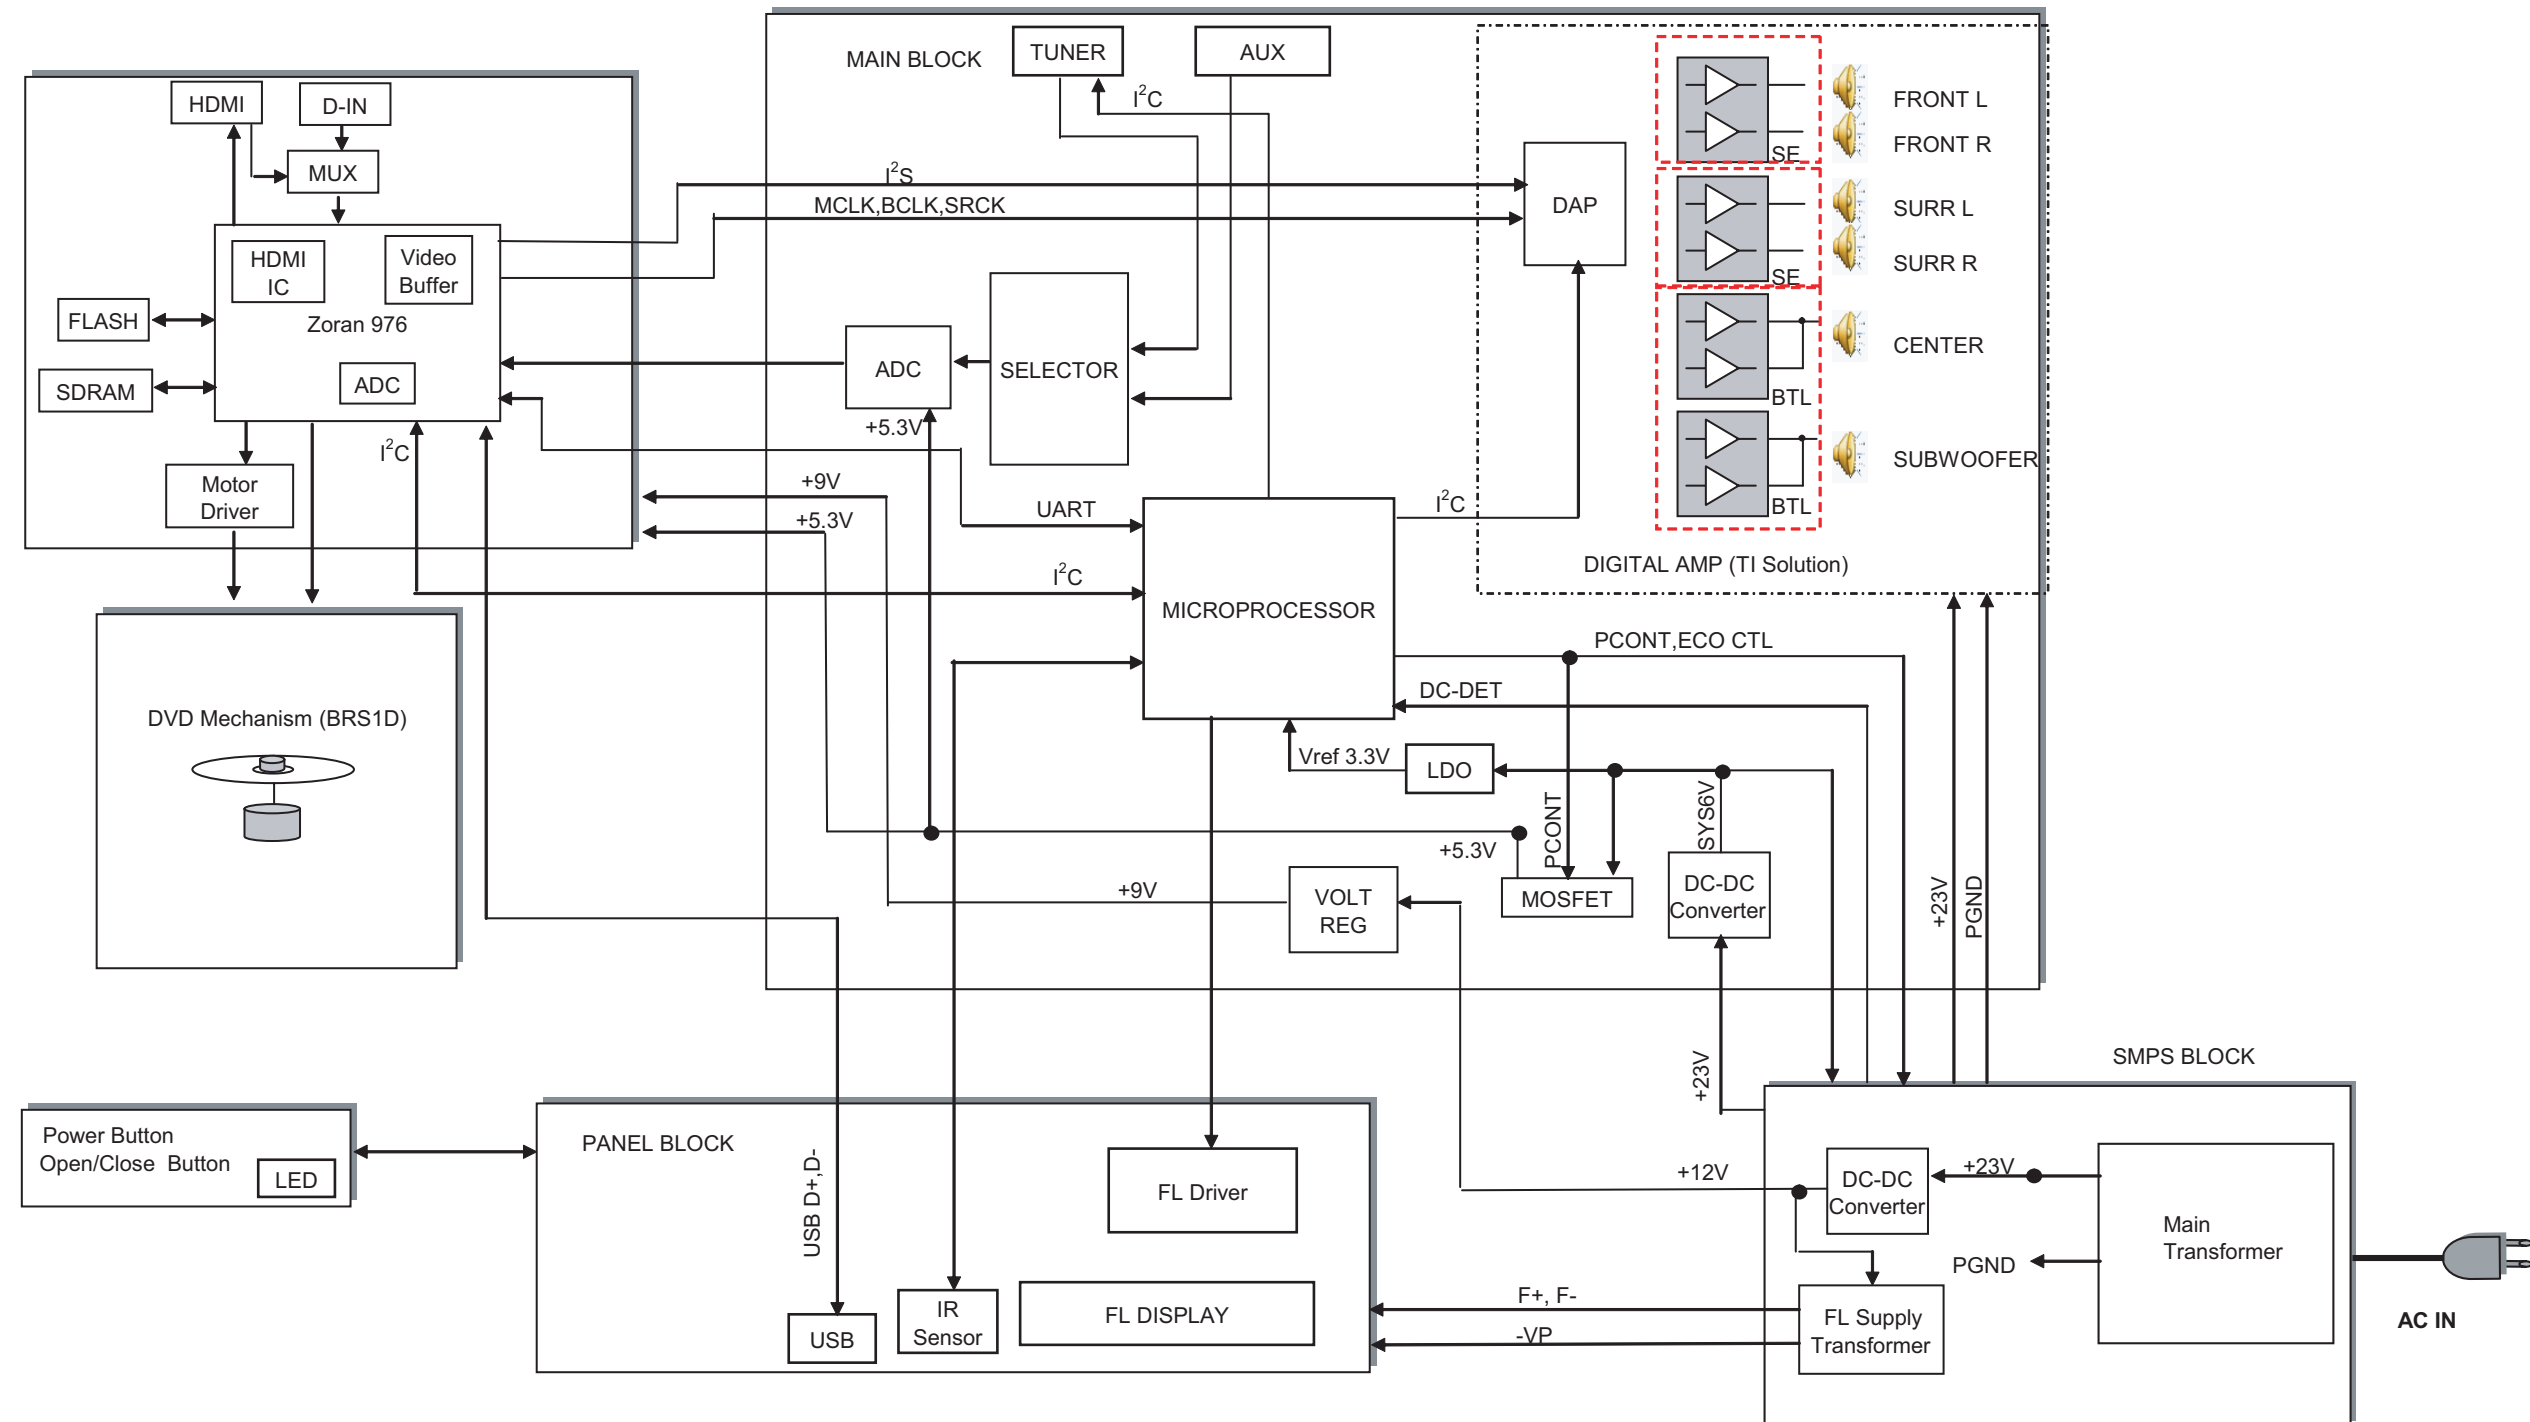 MAIN BLOCK
TUNER
AUX
I²C
HDMI
D-IN
MUX
HDMI
IC
Video
Buffer
Zoran 976
ADC
FLASH
SDRAM
I²C
Motor
Driver
I²S
MCLK,BCLK,SRCK
ADC
SELECTOR
+5.3V
+9V
+5.3V
UART
I²C
MICROPROCESSOR
I²C
DAP
SE
SE
BTL
BTL
FRONT L
FRONT R
SURR L
SURR R
CENTER
SUBWOOFER
DIGITAL AMP (TI Solution)
PCONT,ECO CTL
DC-DET
Vref 3.3V
LDO
PCONT
SYS6V
+5.3V
MOSFET
DC-DC
Converter
+9V
VOLT
REG
+23V
PGND
DVD Mechanism (BRS1D)
Power Button
Open/Close Button
LED
PANEL BLOCK
USB D+,D-
USB
IR
Sensor
FL Driver
FL DISPLAY
SMPS BLOCK
+23V
+12V
DC-DC
Converter
+23V
PGND
Main
Transformer
FL Supply
Transformer
F+, F-
-VP
AC IN